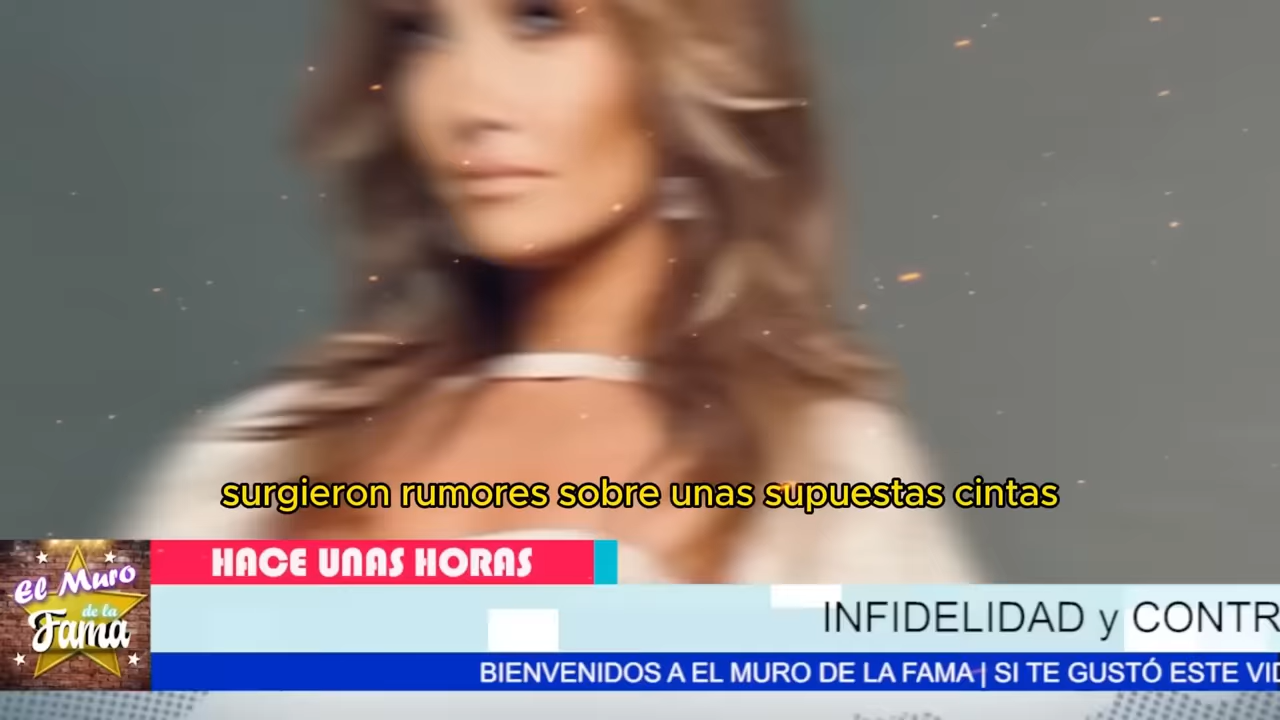 surgieron rumores sobre unas supuestas cintas
HACE UNAS HORAS
El Muro
de la
Fama
INFIDELIDAD y CONTR
BIENVENIDOS A EL MURO DE LA FAMA | SI TE GUSTÓ ESTE VID